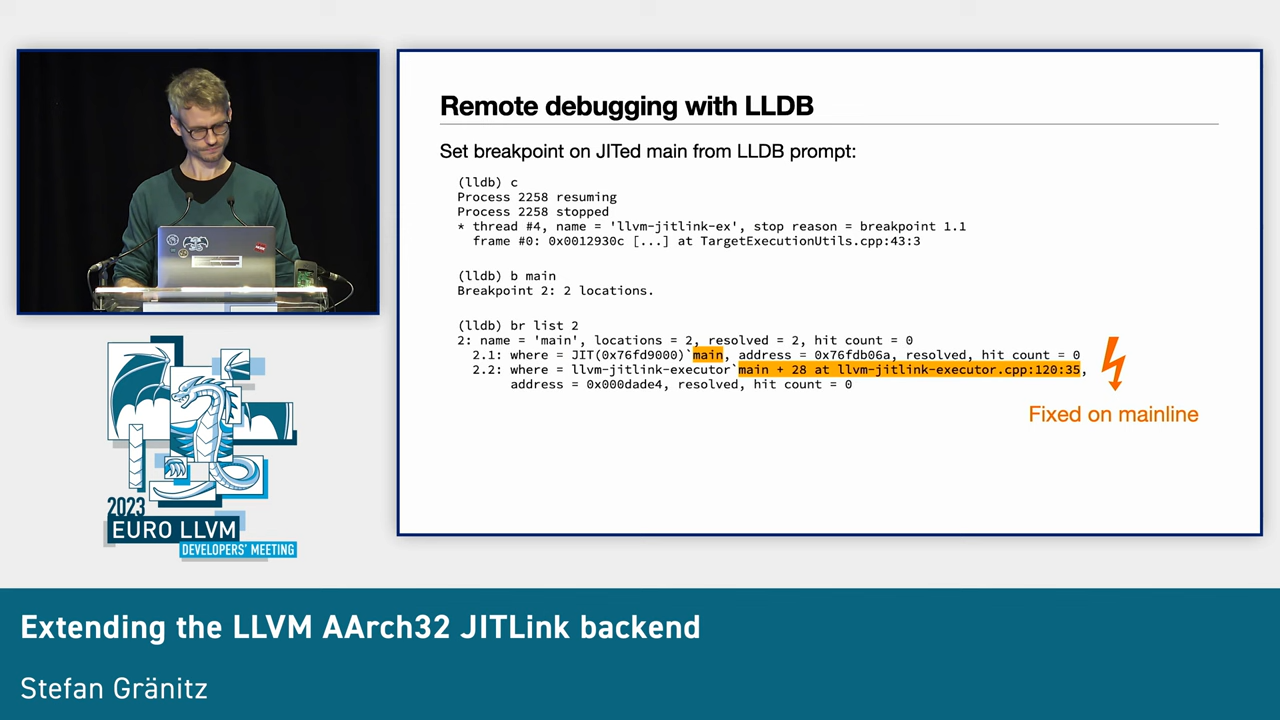 Remote debugging with LLDB
Set breakpoint on JITed main from LLDB prompt:
(lldb) c
Process 2258 resuming
Process 2258 stopped
* thread #4, name = 'llvm-jitlink-ex', stop reason = breakpoint 1.1
frame #0: 0x0012930c [...] at TargetExecutionUtils.cpp:43:3
(lldb) b main
Breakpoint 2: 2 locations.
(lldb) br list 2
2: name = 'main', locations = 2, resolved = 2, hit count = 0
2.1: where = JIT(0x76fd9000)`main, address = 0x76fdb06a, resolved, hit count = 0
2.2: where = llvm-jitlink-executor`main + 28 at llvm-jitlink-executor.cpp:120:35,
address = 0x000dade4, resolved, hit count = 0
Fixed on mainline
2023
EURO LLVM
DEVELOPERS' MEETING
Extending the LLVM AArch32 JITLink backend
Stefan Gränitz